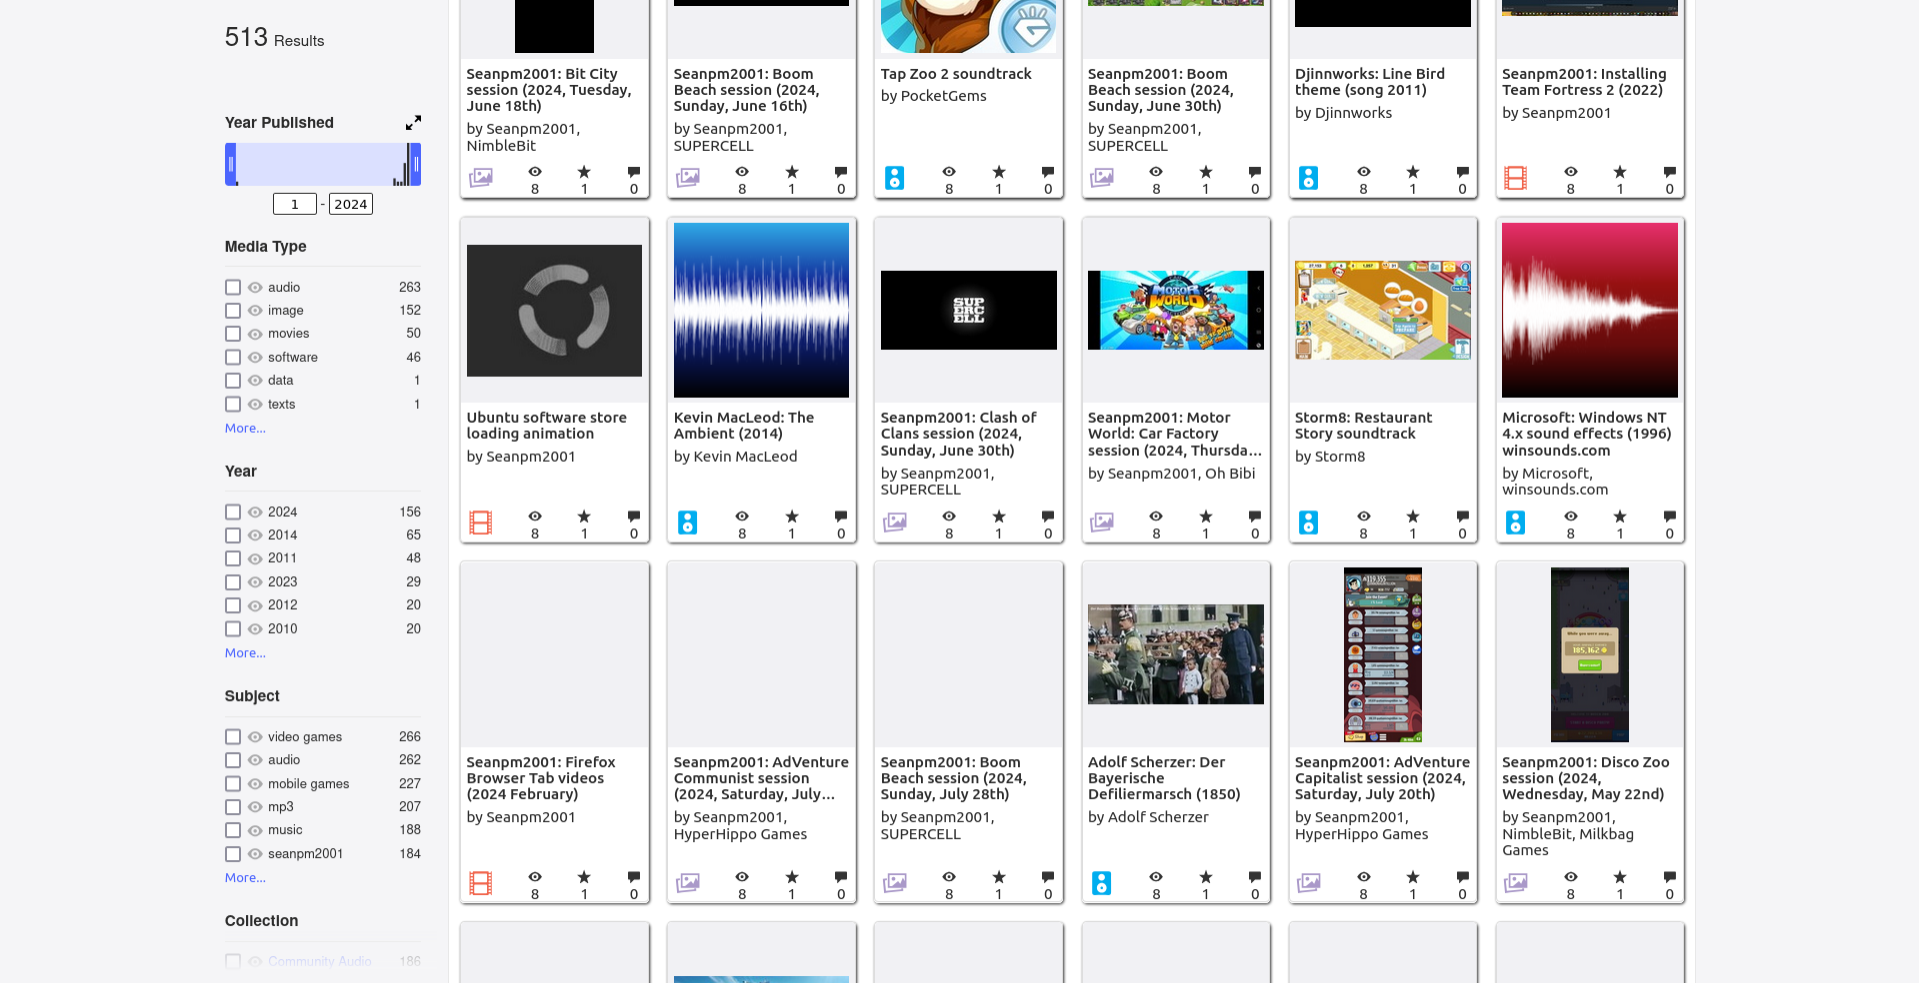 513 Results
Year Published
1 - 2024
Media Type
audio 263
image 152
movies 50
software 46
data 1
texts 1
More...
Year
2024 156
2014 65
2011 48
2023 29
2012 20
2010 20
More...
Subject
video games 266
audio 262
mobile games 227
mp3 207
music 188
seanpm2001 184
More...
Collection
Community Audio 186
Seanpm2001: Bit City
session (2024, Tuesday,
June 18th)
by Seanpm2001,
NimbleBit
8 1 0
Seanpm2001: Boom
Beach session (2024,
Sunday, June 16th)
by Seanpm2001,
SUPERCELL
8 1 0
Tap Zoo 2 soundtrack
by PocketGems
8 1 0
Seanpm2001: Boom
Beach session (2024,
Sunday, June 30th)
by Seanpm2001,
SUPERCELL
8 1 0
Djinnworks: Line Bird
theme (song 2011)
by Djinnworks
8 1 0
Seanpm2001: Installing
Team Fortress 2 (2022)
by Seanpm2001
8 1 0
Ubuntu software store
loading animation
by Seanpm2001
8 1 0
Kevin MacLeod: The
Ambient (2014)
by Kevin MacLeod
8 1 0
SUP
ERC
ELL
Seanpm2001: Clash of
Clans session (2024,
Sunday, June 30th)
by Seanpm2001,
SUPERCELL
8 1 0
MOTOR
WORLD
Seanpm2001: Motor
World: Car Factory
session (2024, Thursda...
by Seanpm2001, Oh Bibi
8 1 0
Storm8: Restaurant
Story soundtrack
by Storm8
8 1 0
Microsoft: Windows NT
4.x sound effects (1996)
winsounds.com
by Microsoft,
winsounds.com
8 1 0
Seanpm2001: Firefox
Browser Tab videos
(2024 February)
by Seanpm2001
8 1 0
Seanpm2001: AdVenture
Communist session
(2024, Saturday, July...
by Seanpm2001,
HyperHippo Games
8 1 0
Seanpm2001: Boom
Beach session (2024,
Sunday, July 28th)
by Seanpm2001,
SUPERCELL
8 1 0
Adolf Scherzer: Der
Bayerische
Defiliermarsch (1850)
by Adolf Scherzer
8 1 0
Seanpm2001: AdVenture
Capitalist session (2024,
Saturday, July 20th)
by Seanpm2001,
HyperHippo Games
8 1 0
While you were away...
185,162
Seanpm2001: Disco Zoo
session (2024,
Wednesday, May 22nd)
by Seanpm2001,
NimbleBit, Milkbag
Games
8 1 0